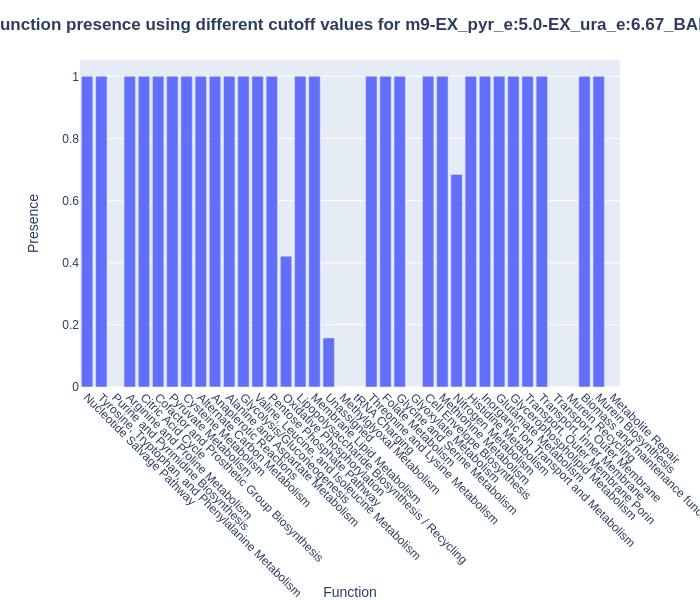 unction presence using different cutoff values for m9-EX_pyr_e:5.0-EX_ura_e:6.67_BA
1
0.8
0.6
0.4
0.2
0
Presence
Nucleotide Salvage Pathway
Tyrosine, Tryptophan, and Phenylalanine Metabolism
Purine and Pyrimidine Biosynthesis
Arginine and Proline Metabolism
Citric Acid Cycle
Cofactor and Prosthetic Group Biosynthesis
Pyruvate Metabolism
Cysteine Metabolism
Alternate Carbon Metabolism
Anaplerotic Reactions
Alanine and Aspartate Metabolism
Glycolysis/Gluconeogenesis
Valine, Leucine, and Isoleucine Metabolism
Pentose Phosphate Pathway
Oxidative Phosphorylation
Lipopolysaccharide Biosynthesis / Recycling
Membrane Lipid Metabolism
Unassigned
Methylglyoxal Metabolism
tRNA Charging
Threonine and Lysine Metabolism
Folate Metabolism
Glycine and Serine Metabolism
Glyoxylate Metabolism
Cell Envelope Biosynthesis
Methionine Metabolism
Nitrogen Metabolism
Histidine Metabolism
Inorganic Ion Transport and Metabolism
Glutamate Metabolism
Glycerophospholipid Metabolism
Transport, Outer Membrane Porin
Transport, Inner Membrane
Transport, Outer Membrane
Murein Recycling
Biomass and maintenance func
Murein Biosynthesis
Metabolite Repair
Function